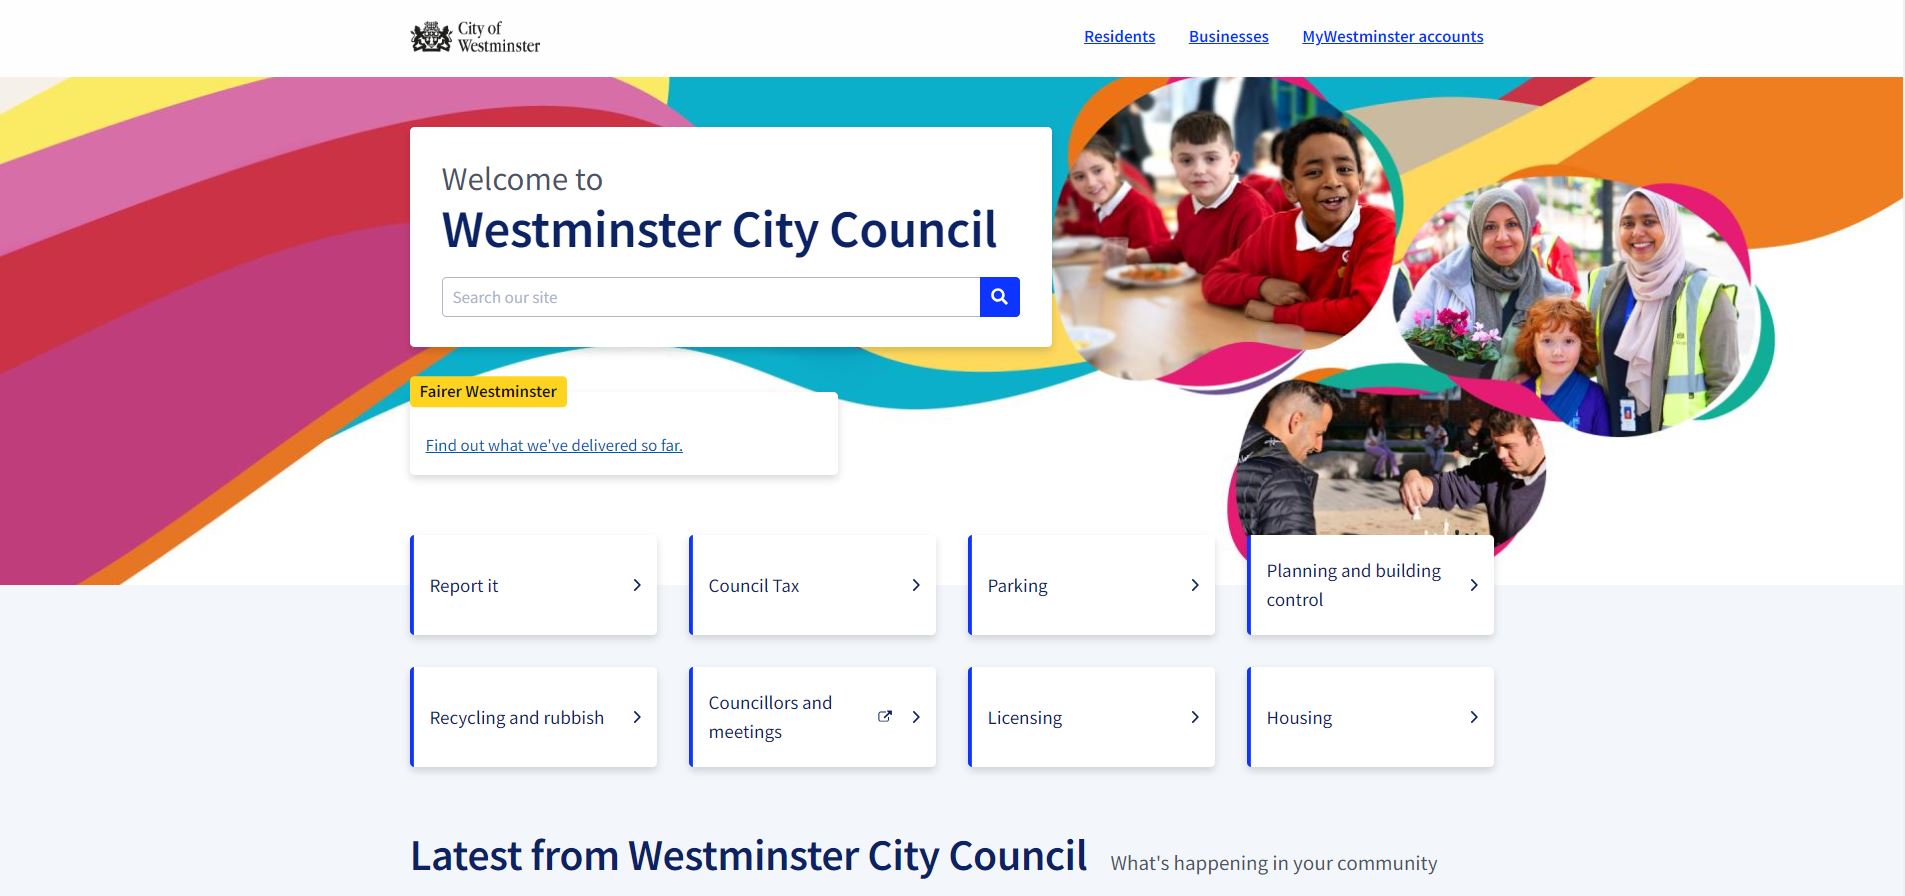 City of
Westminster
Residents
Businesses
MyWestminster accounts
Welcome to
Westminster City Council
Search our site
Fairer Westminster
Find out what we've delivered so far.
Report it
Council Tax
Parking
Planning and building
control
Recycling and rubbish
Councillors and
meetings
Licensing
Housing
Latest from Westminster City Council
What's happening in your community